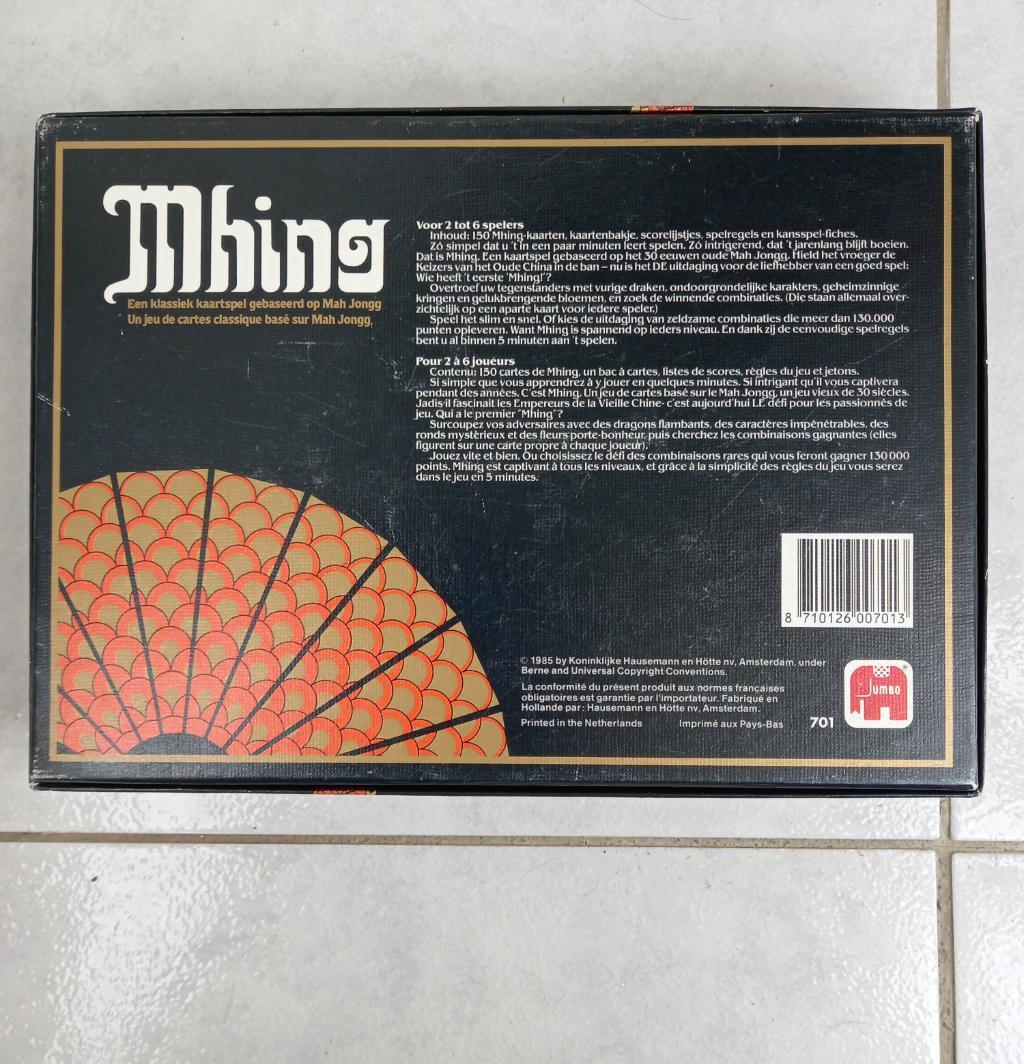 Mhing
Een klassiek kaartspel gebaseerd op Mah Jongg
Un jeu de cartes classique basé sur Mah Jongg.
Voor 2 tot 6 spelers
Inhoud: 150 Mhing-kaarten, kaartenbakje, scorelijstjes, spelregels en kansspel-fiches.
Zó simpel dat u 't in een paar minuten leert spelen. Zó intrigerend, dat 't jarenlang blijft boeien.
Dat is Mhing. Een kaartspel gebaseerd op het 30 eeuwen oude Mah Jongg. Hield het vroeger de
Keizers van het Oude China in de ban – nu is het DE uitdaging voor de liefhebber van een goed spel:
Wie heeft 't eerste 'Mhing!'?
Overtroef uw tegenstanders met vurige draken, ondoorgrondelijke karakters, geheimzinnige
kringen en gelukbrengende bloemen, en zoek de winnende combinaties. (Die staan allemaal over-
zichtelijk op een aparte kaart voor iedere speler.)
Speel het slim en snel. Of kies de uitdaging van zeldzame combinaties die meer dan 130.000
punten opleveren. Want Mhing is spannend op ieders niveau. En dank zij de eenvoudige spelregels
bent u al binnen 5 minuten aan 't spelen.
Pour 2 à 6 joueurs
Contenu: 150 cartes de Mhing, un bac à cartes, listes de scores, règles du jeu et jetons.
Si simple que vous apprendrez à y jouer en quelques minutes. Si intrigant qu'il vous captivera
pendant des années. C'est Mhing. Un jeu de cartes basé sur le Mah Jongg, un jeu vieux de 30 siècles.
Jadis-il fascinait les Empereurs de la Vieille Chine- c'est aujourd'hui LE défi pour les passionnés de
jeu. Qui a le premier "Mhing"?
Surcoupez vos adversaires avec des dragons flambants, des caractères impénétrables, des
ronds mystérieux et des fleurs porte-bonheur, puis cherchez les combinaisons gagnantes (elles
figurent sur une carte propre à chaque joueur).
Jouez vite et bien. Ou choisissez le défi des combinaisons rares qui vous feront gagner 130 000
points. Mhing est captivant à tous les niveaux, et grâce à la simplicité des règles du jeu vous serez
dans le jeu en 5 minutes.
8 710126 007013
© 1985 by Koninklijke Hausemann en Hötte nv, Amsterdam, under
Berne and Universal Copyright Conventions.
La conformité du présent produit aux normes françaises
obligatoires est garantie par l'importateur. Fabriqué en
Hollande par: Hausemann en Hötte nv, Amsterdam.
Printed in the Netherlands Imprimé aux Pays-Bas 701
JUMBO ®